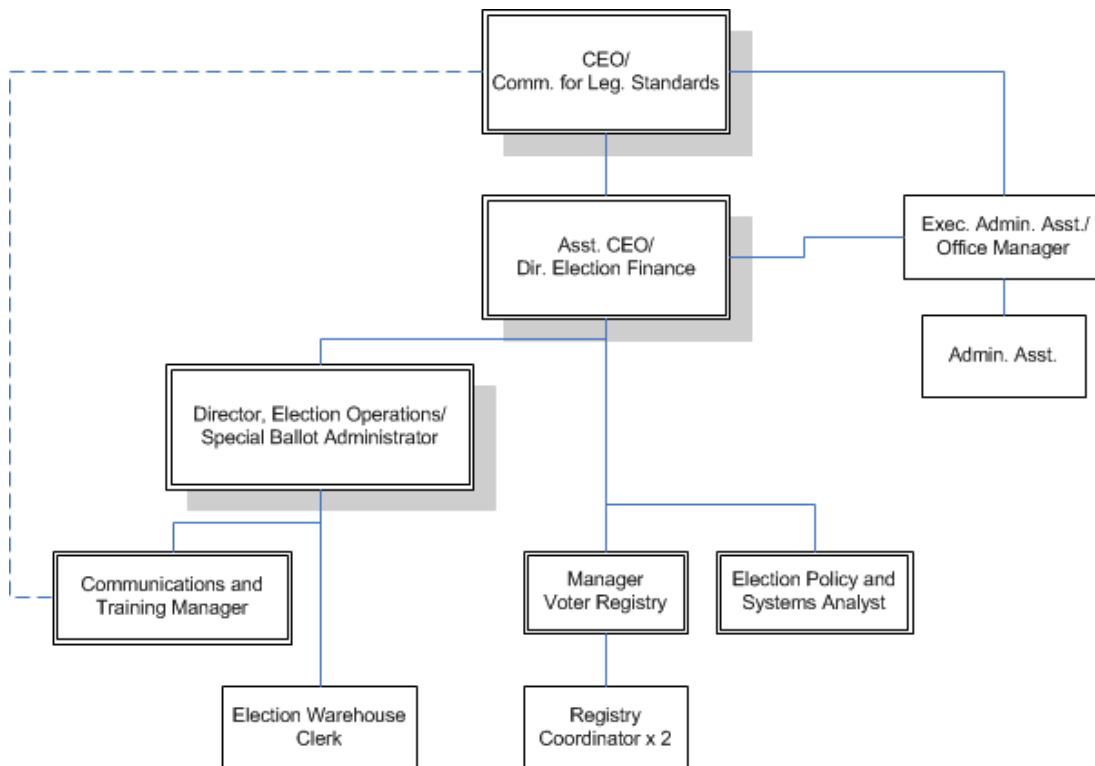 CEO/
Comm. for Leg. Standards
Asst. CEO/
Dir. Election Finance
Exec. Admin. Asst./
Office Manager
Admin. Asst.
Director, Election Operations/
Special Ballot Administrator
Communications and
Training Manager
Manager
Voter Registry
Election Policy and
Systems Analyst
Election Warehouse
Clerk
Registry
Coordinator x 2